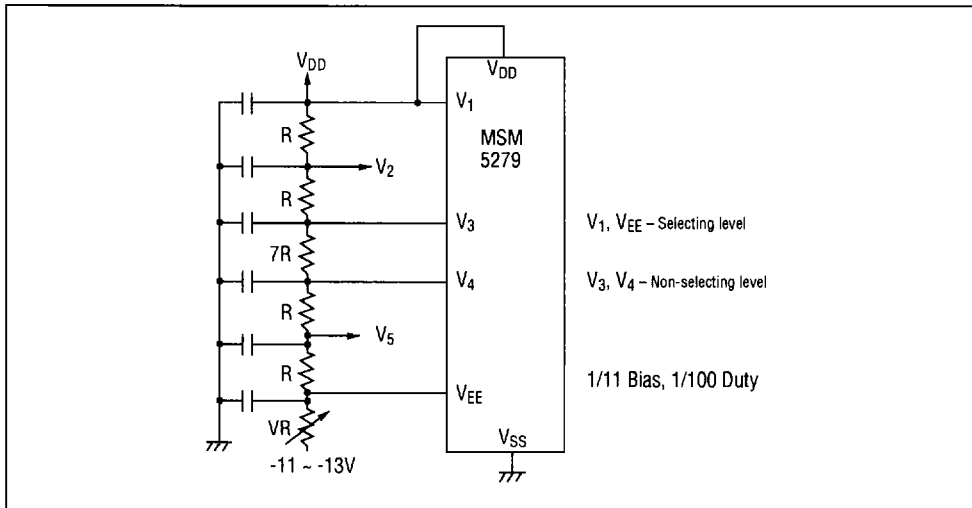 VDD
VDD
V1
R
MSM
5279
V2
R
V3
V1, VEE – Selecting level
7R
V4
V3, V4 – Non-selecting level
R
V5
R
1/11 Bias, 1/100 Duty
VEE
VR
VSS
-11 ~ -13V